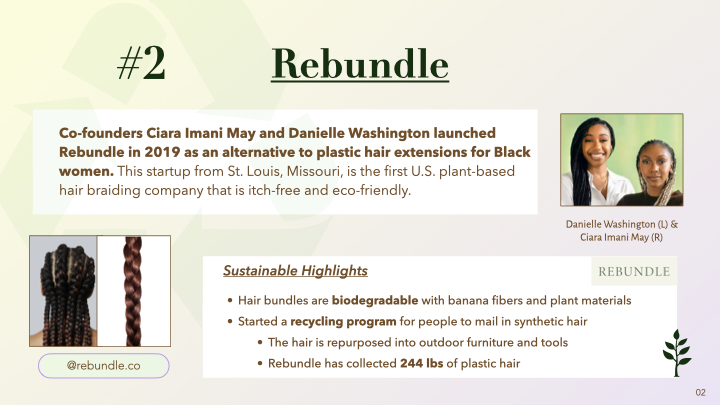 #2
Rebundle
Co-founders Ciara Imani May and Danielle Washington launched
Rebundle in 2019 as an alternative to plastic hair extensions for Black
women. This startup from St. Louis, Missouri, is the first U.S. plant-based
hair braiding company that is itch-free and eco-friendly.
Danielle Washington (L) &
Ciara Imani May (R)
Sustainable Highlights
REBUNDLE
• Hair bundles are biodegradable with banana fibers and plant materials
• Started a recycling program for people to mail in synthetic hair
• The hair is repurposed into outdoor furniture and tools
• Rebundle has collected 244 lbs of plastic hair
@rebundle.co
02